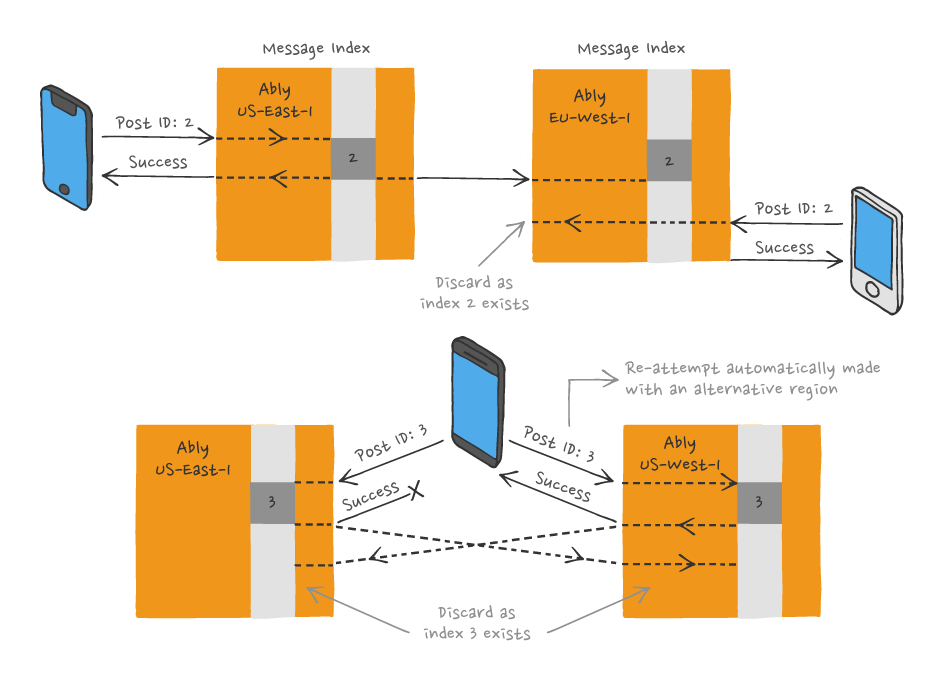 Message Index
Message Index
Ably
US-East-1
Ably
EU-West-1
Post ID: 2
Success
2
2
Post ID: 2
Success
Discard as
index 2 exists
Re-attempt automatically made
with an alternative region
Post ID: 3
Post ID: 3
Ably
US-East-1
Ably
US-West-1
Success
Success
3
3
Discard as
index 3 exists